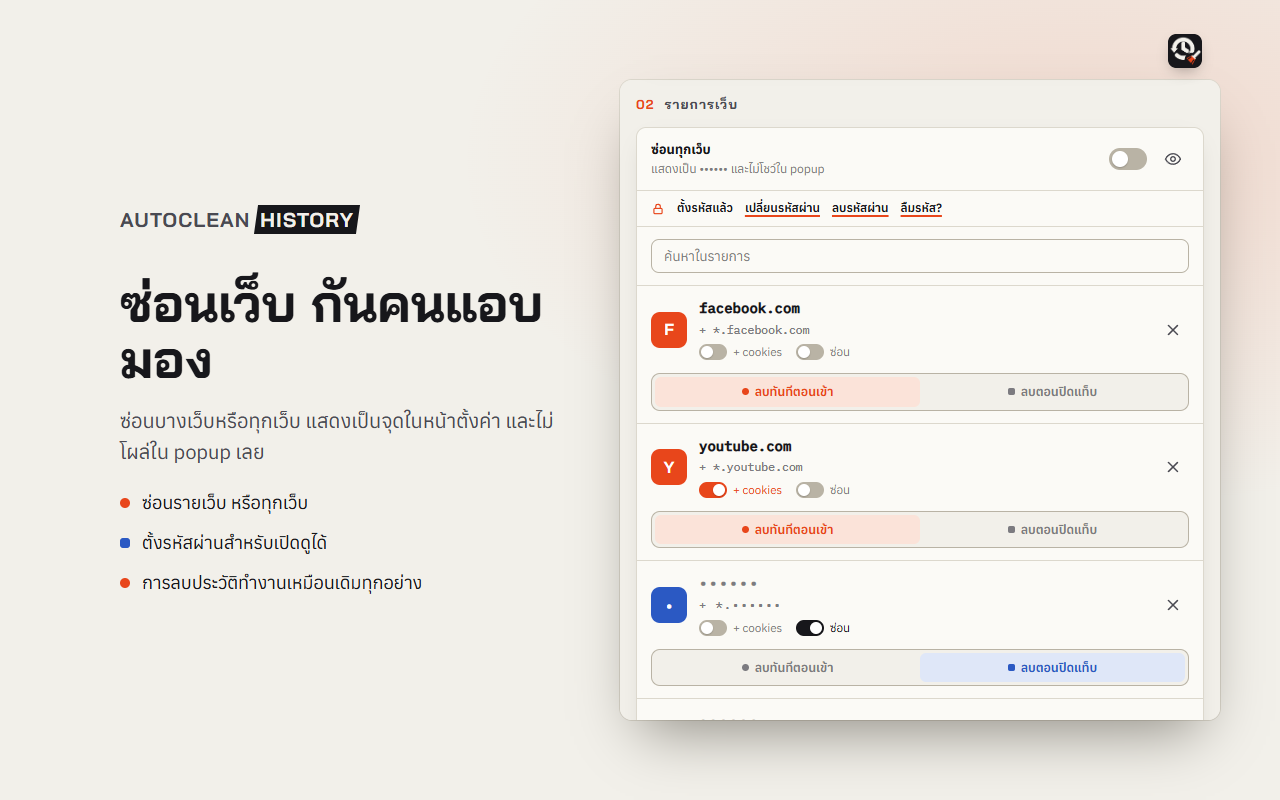 AUTOCLEAN HISTORY
ซ่อนเว็บ กันคนแอบ
มอง
ซ่อนบางเว็บหรือทุกเว็บ แสดงเป็นจุดในหน้าตั้งค่า และไม่
โผล่ใน popup เลย
ซ่อนรายเว็บ หรือทุกเว็บ
ตั้งรหัสผ่านสำหรับเปิดดูได้
การลบประวัติทำงานเหมือนเดิมทุกอย่าง
02 รายการเว็บ
ซ่อนทุกเว็บ
แสดงเป็น •••••• และไม่โชว์ใน popup
ตั้งรหัสแล้ว เปลี่ยนรหัสผ่าน ลบรหัสผ่าน ลืมรหัส?
ค้นหาในรายการ
F
facebook.com
+ *.facebook.com
+ cookies ซ่อน
ลบทันทีตอนเข้า ลบตอนปิดแท็บ
Y
youtube.com
+ *.youtube.com
+ cookies ซ่อน
ลบทันทีตอนเข้า ลบตอนปิดแท็บ
•
••••••
+ *.••••••
+ cookies ซ่อน
ลบทันทีตอนเข้า ลบตอนปิดแท็บ